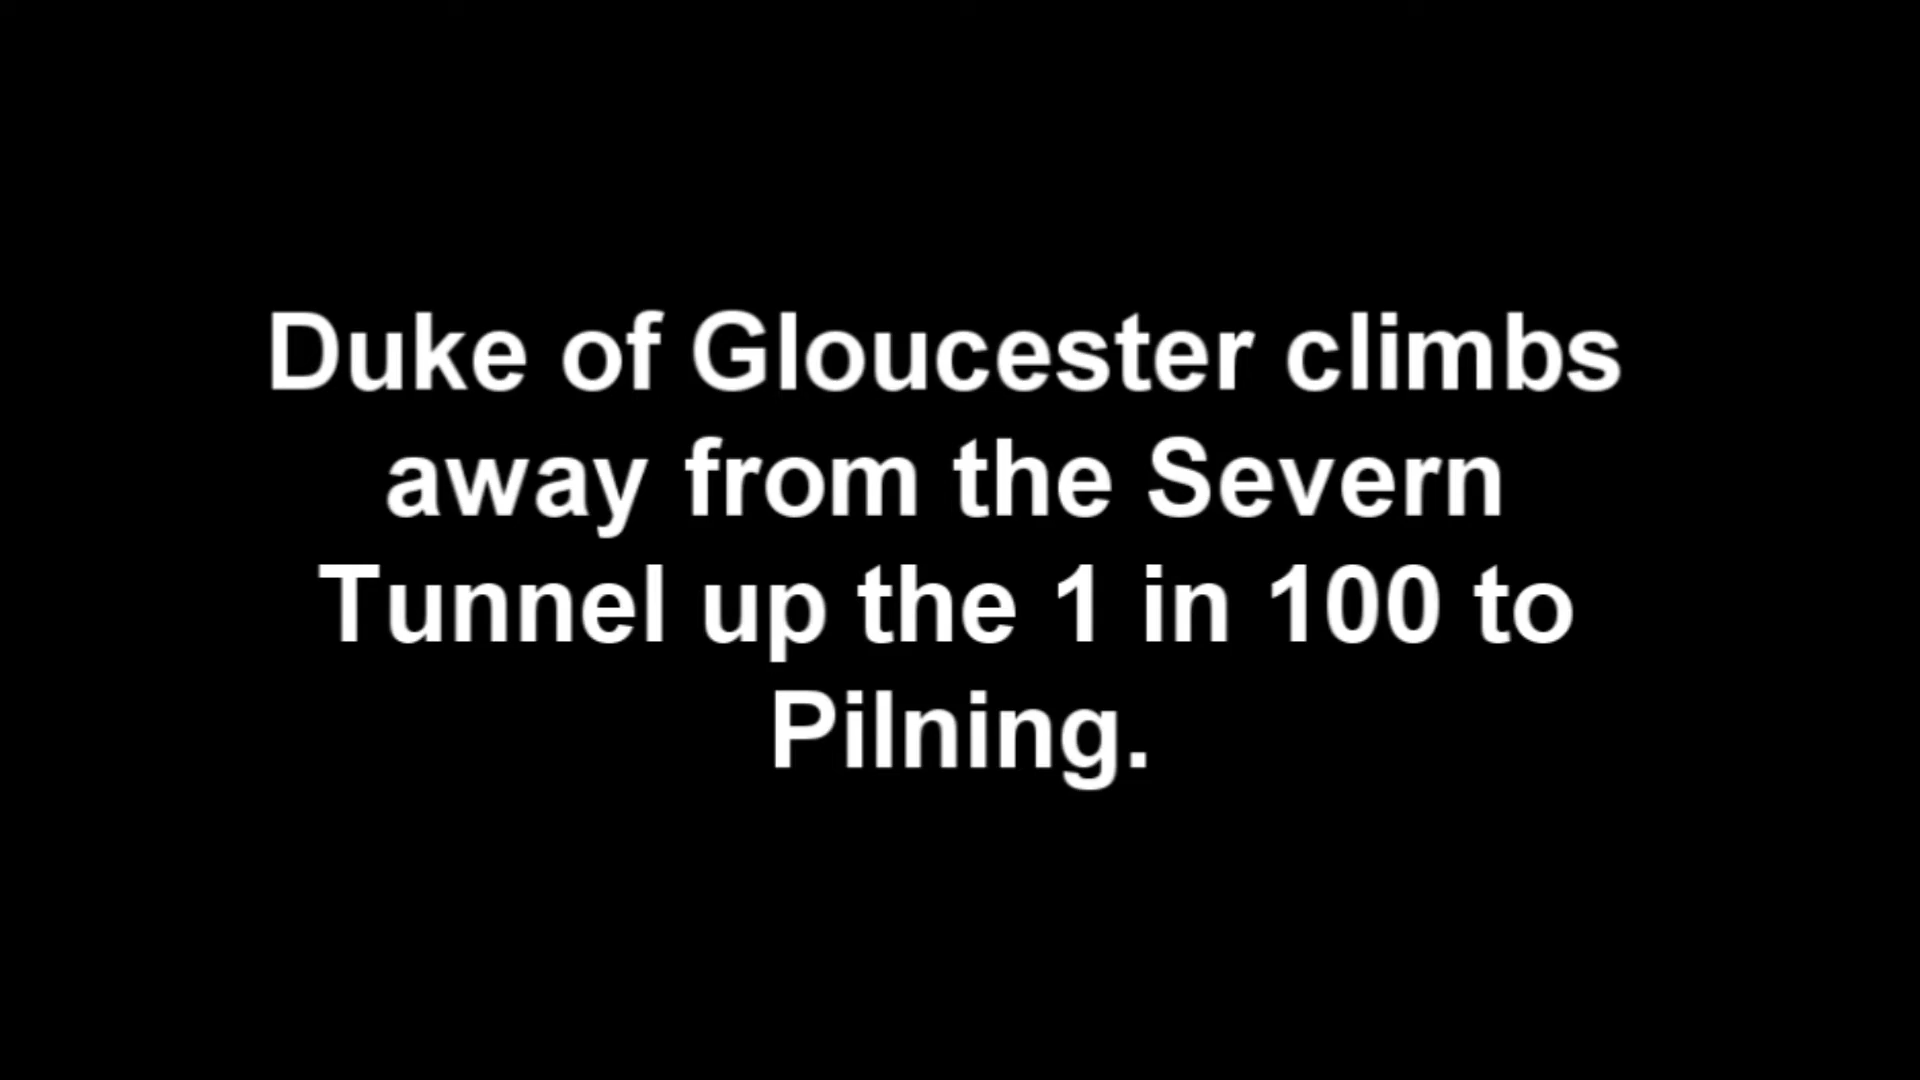 Duke of Gloucester climbs
away from the Severn
Tunnel up the 1 in 100 to
Pilning.